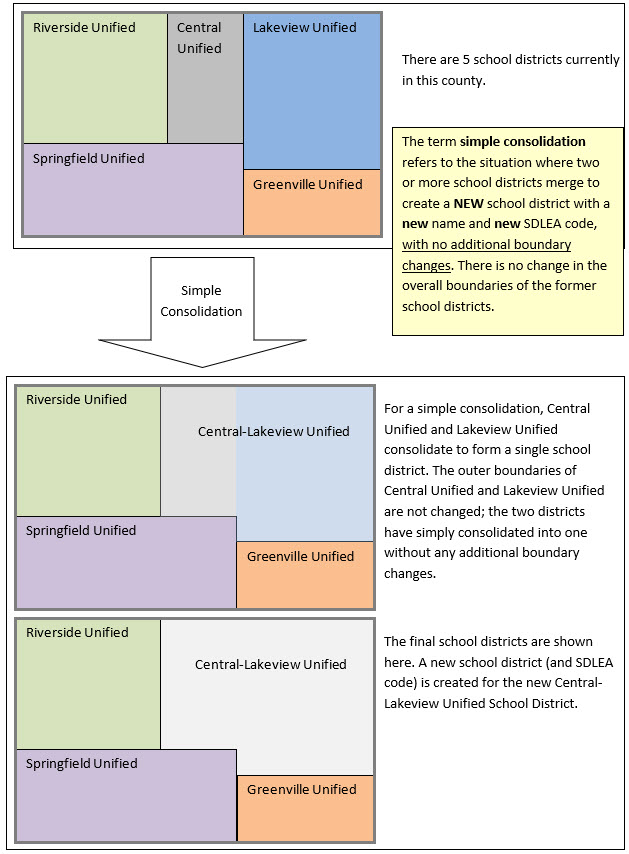 Riverside Unified
Central
Unified
Lakeview Unified
Springfield Unified
Greenville Unified
There are 5 school districts currently
in this county.
The term simple consolidation
refers to the situation where two
or more school districts merge to
create a NEW school district with a
new name and new SDLEA code,
with no additional boundary
changes. There is no change in the
overall boundaries of the former
school districts.
Simple
Consolidation
Riverside Unified
Central-Lakeview Unified
Springfield Unified
Greenville Unified
For a simple consolidation, Central
Unified and Lakeview Unified
consolidate to form a single school
district. The outer boundaries of
Central Unified and Lakeview Unified
are not changed; the two districts
have simply consolidated into one
without any additional boundary
changes.
Riverside Unified
Central-Lakeview Unified
Springfield Unified
Greenville Unified
The final school districts are shown
here. A new school district (and SDLEA
code) is created for the new Central-
Lakeview Unified School District.